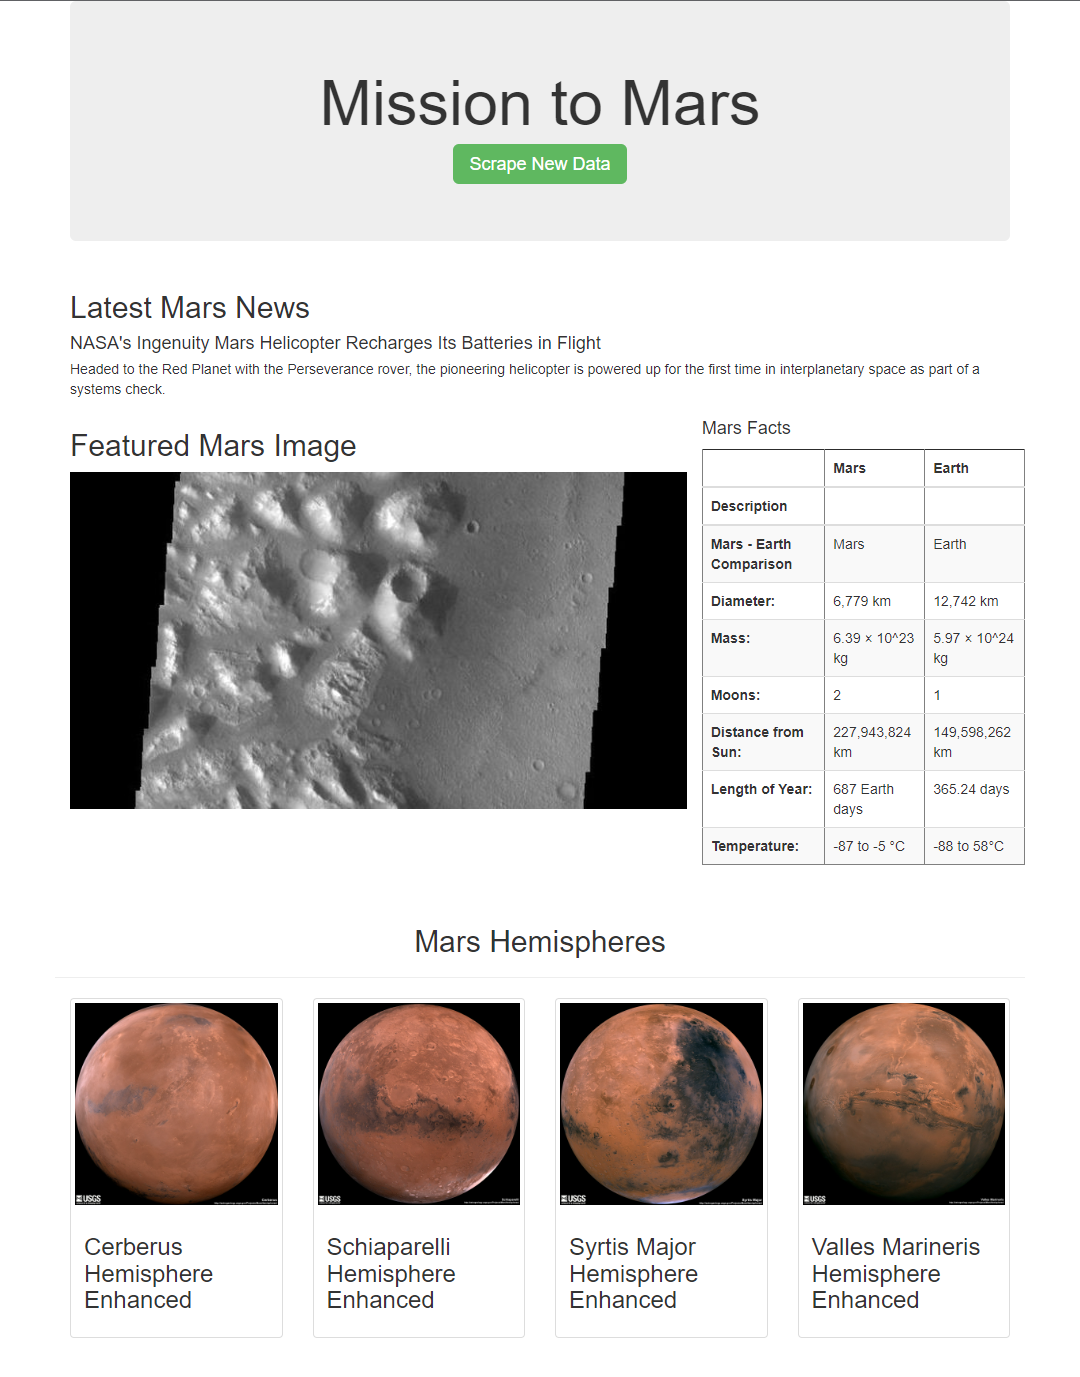 Mission to Mars
Scrape New Data
Latest Mars News
NASA's Ingenuity Mars Helicopter Recharges Its Batteries in Flight
Headed to the Red Planet with the Perseverance rover, the pioneering helicopter is powered up for the first time in interplanetary space as part of a
systems check.
Featured Mars Image
Mars Facts
Mars Earth
Description
Mars - Earth Mars Earth
Comparison
Diameter: 6,779 km 12,742 km
Mass: 6.39 × 10^23 5.97 × 10^24
kg kg
Moons: 2 1
Distance from 227,943,824 149,598,262
Sun: km km
Length of Year: 687 Earth 365.24 days
days
Temperature: -87 to -5 °C -88 to 58°C
Mars Hemispheres
USGS USGS USGS USGS
Cerberus
Hemisphere
Enhanced
Schiaparelli
Hemisphere
Enhanced
Syrtis Major
Hemisphere
Enhanced
Valles Marineris
Hemisphere
Enhanced